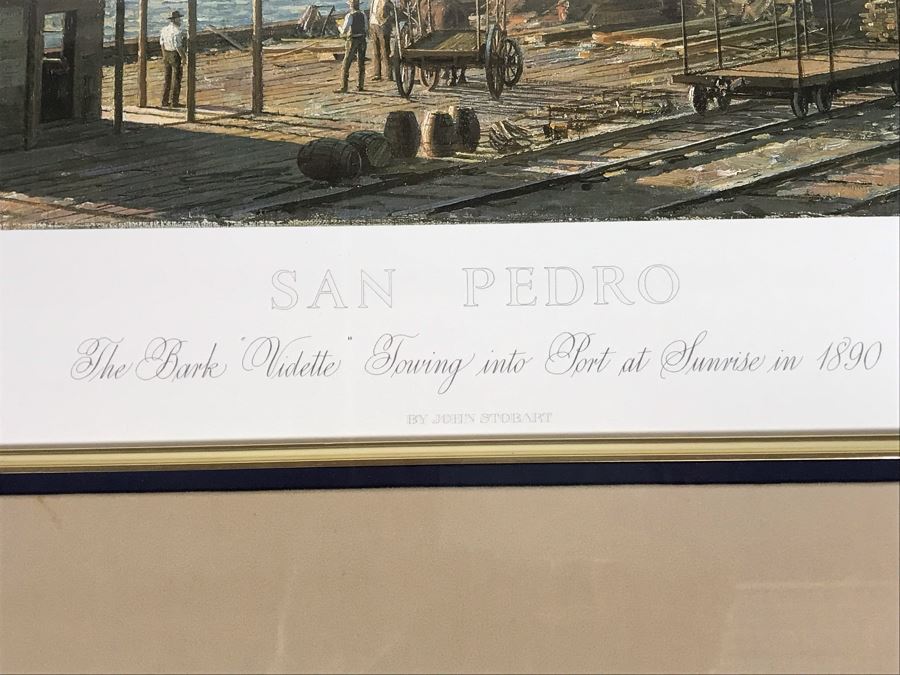 SAN PEDRO
The Bark "Vidette" Towing into Port at Sunrise in 1890
BY JOHN STOBART